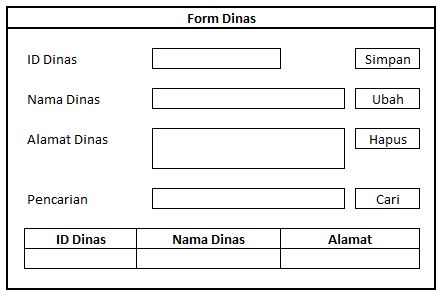 Form Dinas
ID Dinas Simpan
Nama Dinas Ubah
Alamat Dinas Hapus
Pencarian Cari
ID Dinas Nama Dinas Alamat